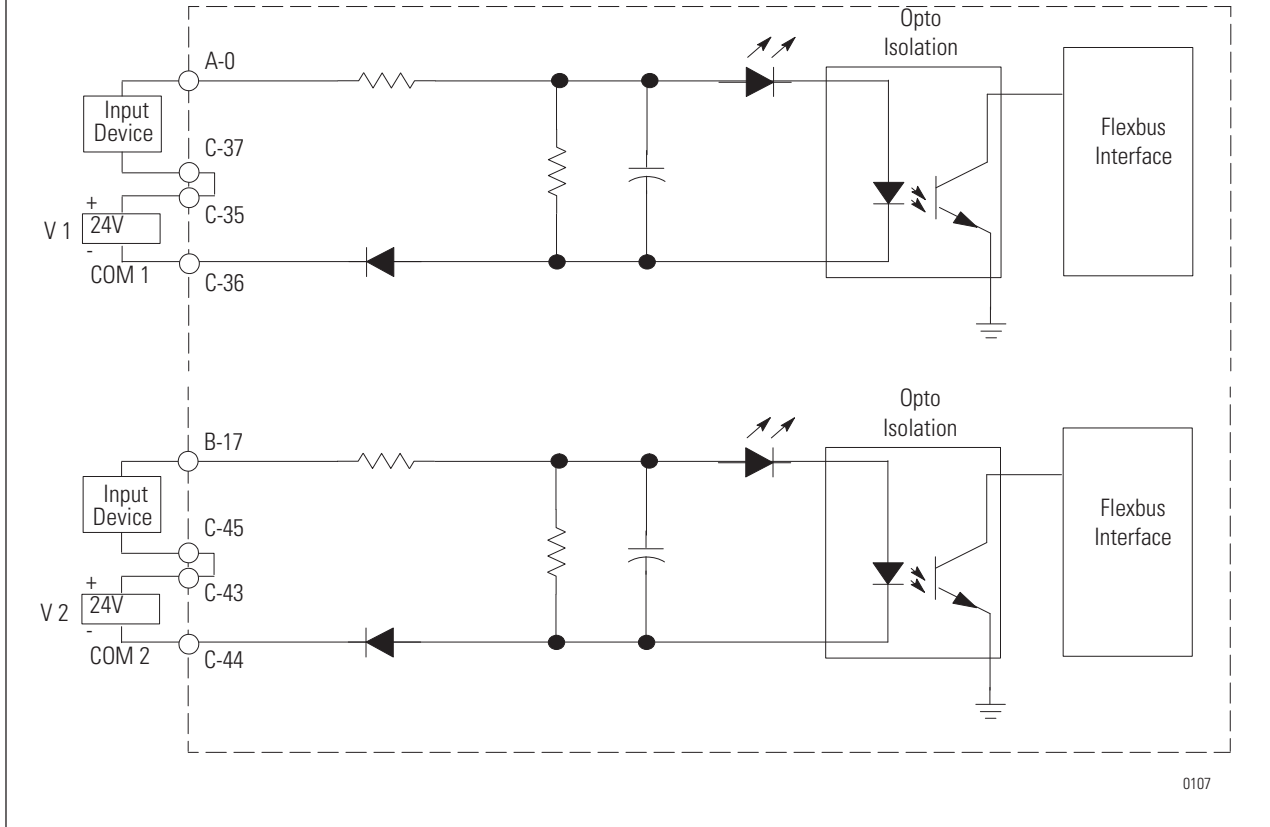 Opto
Isolation
A-0
Input
Device
C-37
Flexbus
Interface
+
24V
C-35
V 1
-
COM 1
C-36
Opto
Isolation
B-17
Input
Device
C-45
Flexbus
Interface
+
24V
C-43
V 2
-
COM 2
C-44
0107